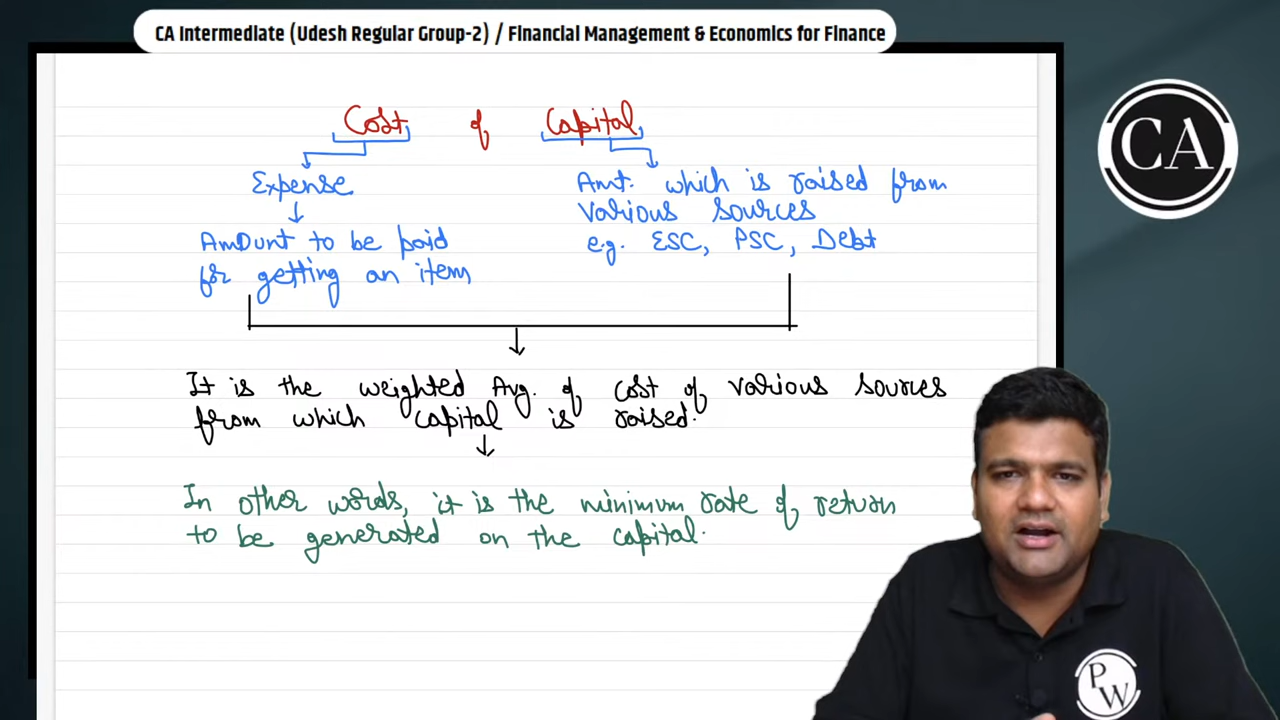 CA Intermediate (Udesh Regular Group-2) / Financial Management & Economics for Finance
CA
Cost of Capital
Expense
Amt. which is raised from
various sources
Amount to be paid
e.g. ESC, PSC, Debt
for getting an item
It is the weighted Avg. of cost of various sources
from which capital is raised.
In other words, it is the minimum rate of return
to be generated on the capital.
P
W